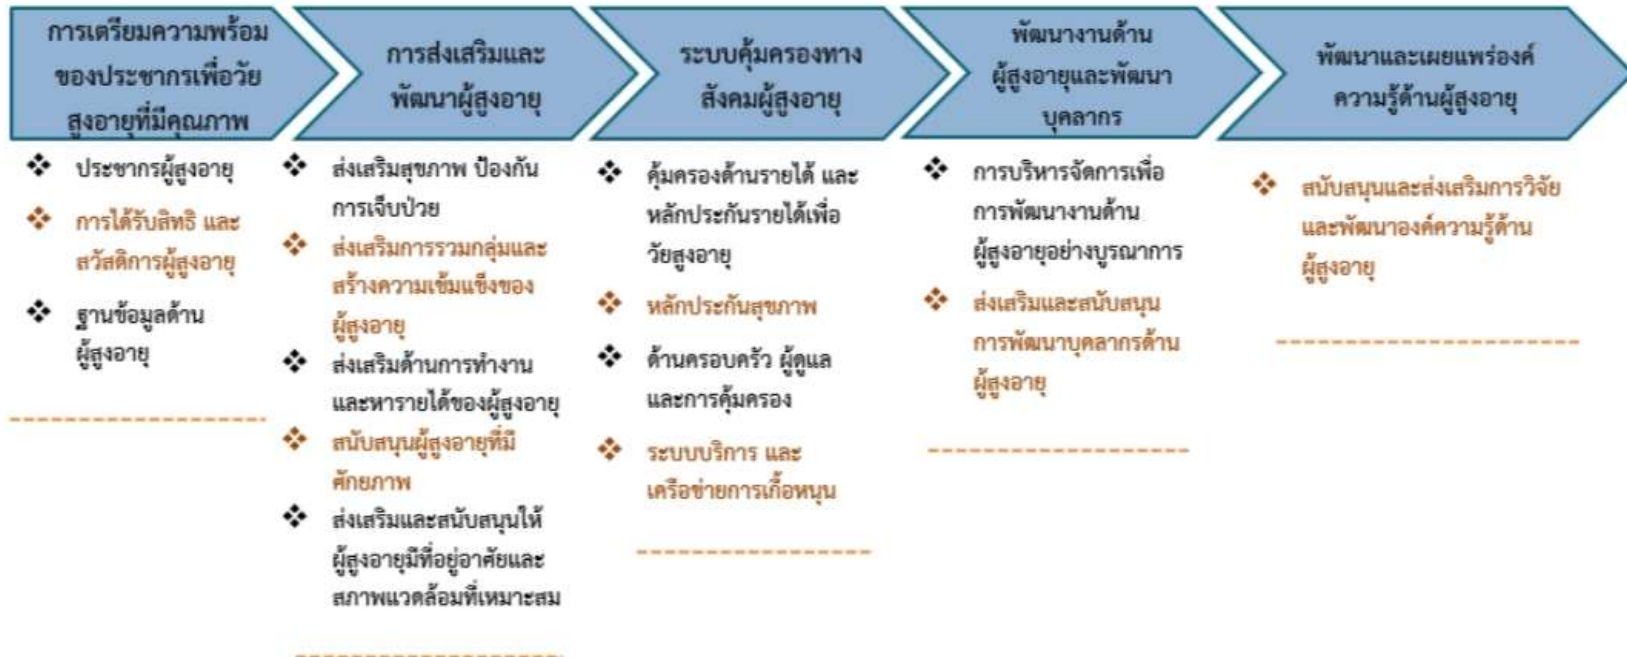 การเตรียมความพร้อม
ของประชากรเพื่อวัย
สูงอายุที่มีคุณภาพ
การส่งเสริมและ
พัฒนาผู้สูงอายุ
ระบบคุ้มครองทาง
สังคมผู้สูงอายุ
พัฒนางานด้าน
ผู้สูงอายุและพัฒนา
บุคลากร
พัฒนาและเผยแพร่องค์
ความรู้ด้านผู้สูงอายุ
❖ ประชากรผู้สูงอายุ
❖ การได้รับสิทธิ และ
สวัสดิการผู้สูงอายุ
❖ ฐานข้อมูลด้าน
ผู้สูงอายุ
❖ ส่งเสริมสุขภาพ ป้องกัน
การเจ็บป่วย
❖ ส่งเสริมการรวมกลุ่มและ
สร้างความเข้มแข็งของ
ผู้สูงอายุ
❖ ส่งเสริมด้านการทำงาน
และหารายได้ของผู้สูงอายุ
❖ สนับสนุนผู้สูงอายุที่มี
ศักยภาพ
❖ ส่งเสริมและสนับสนุนให้
ผู้สูงอายุมีที่อยู่อาศัยและ
สภาพแวดล้อมที่เหมาะสม
❖ คุ้มครองด้านรายได้ และ
หลักประกันรายได้เพื่อ
วัยสูงอายุ
❖ หลักประกันสุขภาพ
❖ ด้านครอบครัว ผู้ดูแล
และการคุ้มครอง
❖ ระบบบริการ และ
เครือข่ายการเกื้อหนุน
❖ การบริหารจัดการเพื่อ
การพัฒนางานด้าน
ผู้สูงอายุอย่างบูรณาการ
❖ ส่งเสริมและสนับสนุน
การพัฒนาบุคลากรด้าน
ผู้สูงอายุ
❖ สนับสนุนและส่งเสริมการวิจัย
และพัฒนาองค์ความรู้ด้าน
ผู้สูงอายุ